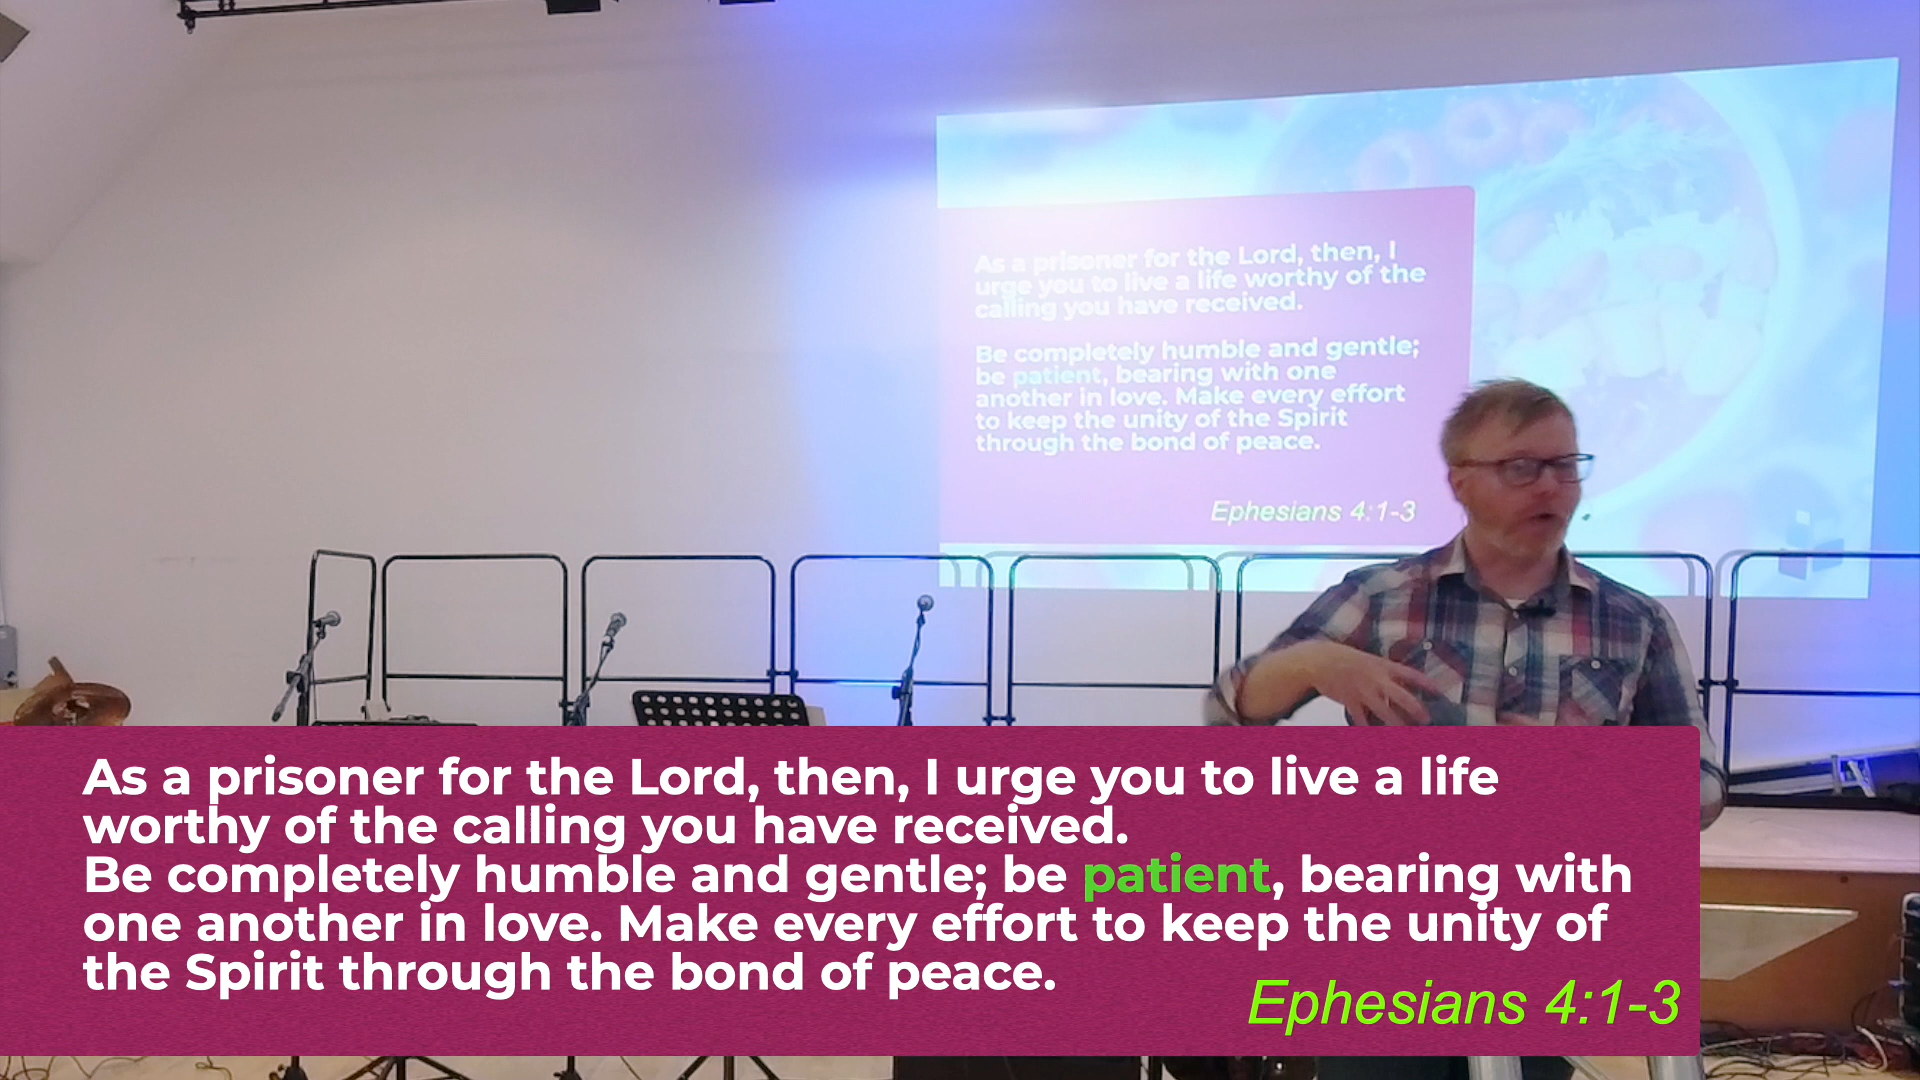 As a prisoner for the Lord, then, I
urge you to live a life worthy of the
calling you have received.
Be completely humble and gentle;
be patient, bearing with one
another in love. Make every effort
to keep the unity of the Spirit
through the bond of peace.
Ephesians 4:1-3
As a prisoner for the Lord, then, I urge you to live a life
worthy of the calling you have received.
Be completely humble and gentle; be patient, bearing with
one another in love. Make every effort to keep the unity of
the Spirit through the bond of peace.
Ephesians 4:1-3